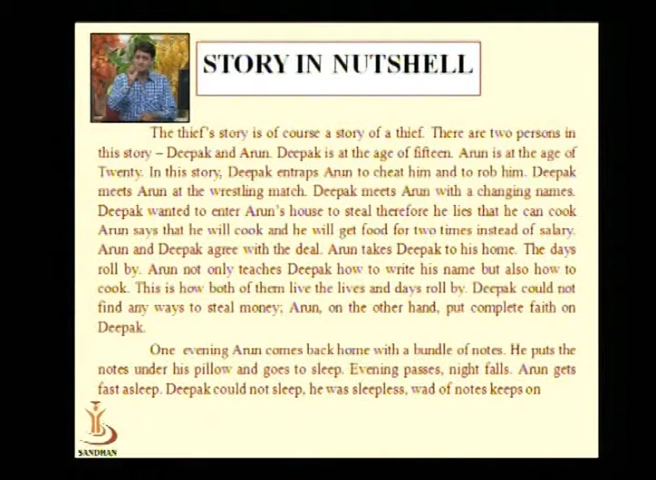 STORY IN NUTSHELL
The thief's story is of course a story of a thief. There are two persons in
this story – Deepak and Arun. Deepak is at the age of fifteen. Arun is at the age of
Twenty. In this story, Deepak entraps Arun to cheat him and to rob him. Deepak
meets Arun at the wrestling match. Deepak meets Arun with a changing names.
Deepak wanted to enter Arun's house to steal therefore he lies that he can cook
Arun says that he will cook and he will get food for two times instead of salary.
Arun and Deepak agree with the deal. Arun takes Deepak to his home. The days
roll by. Arun not only teaches Deepak how to write his name but also how to
cook. This is how both of them live the lives and days roll by. Deepak could not
find any ways to steal money; Arun, on the other hand, put complete faith on
Deepak.
One evening Arun comes back home with a bundle of notes. He puts the
notes under his pillow and goes to sleep. Evening passes, night falls. Arun gets
fast asleep. Deepak could not sleep, he was sleepless, wad of notes keeps on
SANDHAN